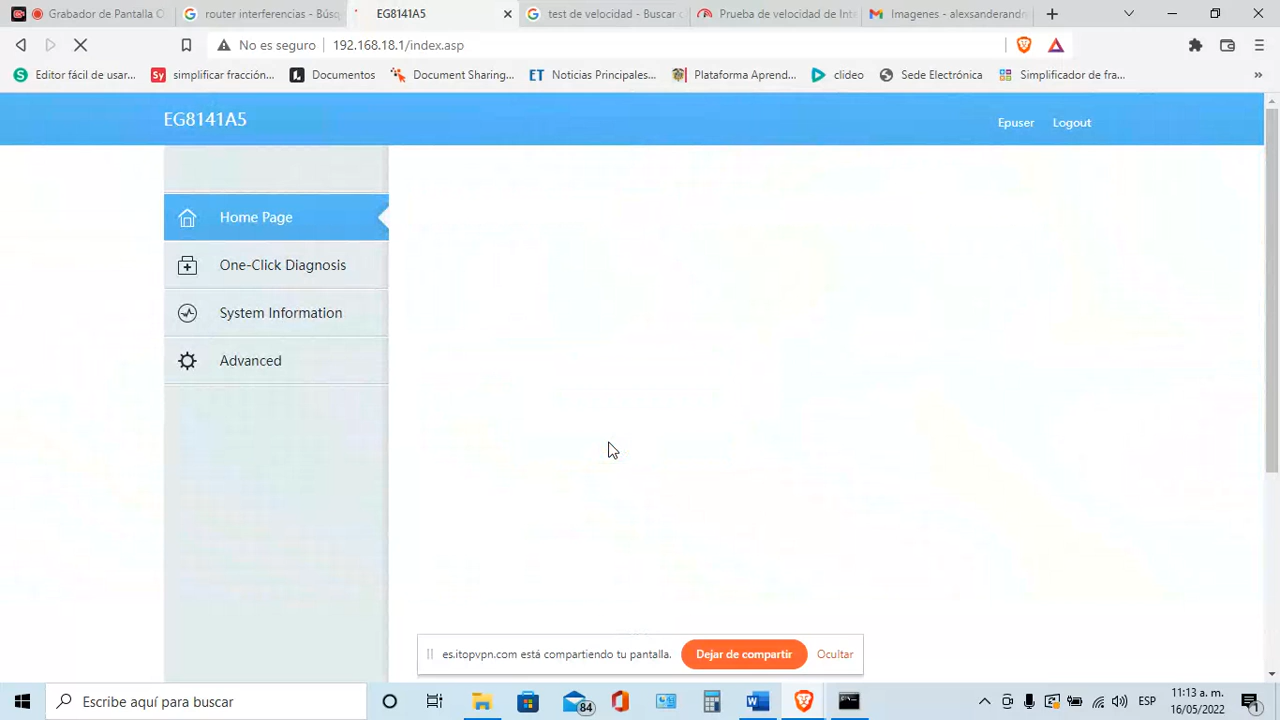 Grabador de Pantalla O
router interferencias - Búsq
EG8141A5
test de velocidad - Buscar c
Prueba de velocidad de Inte
Imagenes - alexsanderandr
No es seguro
192.168.18.1/index.asp
Editor fácil de usar...
simplificar fracción...
Documentos
Document Sharing...
Noticias Principales...
Plataforma Aprend...
clideo
Sede Electrónica
Simplificador de fra...
EG8141A5
Epuser
Logout
Home Page
One-Click Diagnosis
System Information
Advanced
es.itopvpn.com está compartiendo tu pantalla.
Dejar de compartir
Ocultar
Escribe aquí para buscar
84
ESP
11:13 a. m.
16/05/2022
1